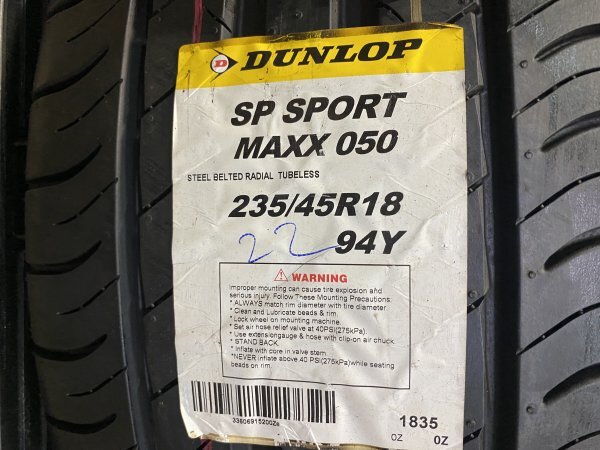 DUNLOP
SP SPORT
MAXX 050
STEEL BELTED RADIAL TUBELESS
235/45R18
22 94Y
WARNING
Improper mounting can cause tire explosion and
serious injury. Follow These Mounting Precautions.
* ALWAYS match rim diameter with tire diameter
* Clean and Lubricate beads & rim.
* Lock wheel on mounting machine.
* Set air hose relief valve at 40PSI(275kPa).
* Use extensiongauge & hose with clip-on air chuck.
* STAND BACK.
* Inflate with core in valve stem.
*NEVER inflate above 40 PSI(275kPa)while seating
beads on rim.
1835
OZ OZ